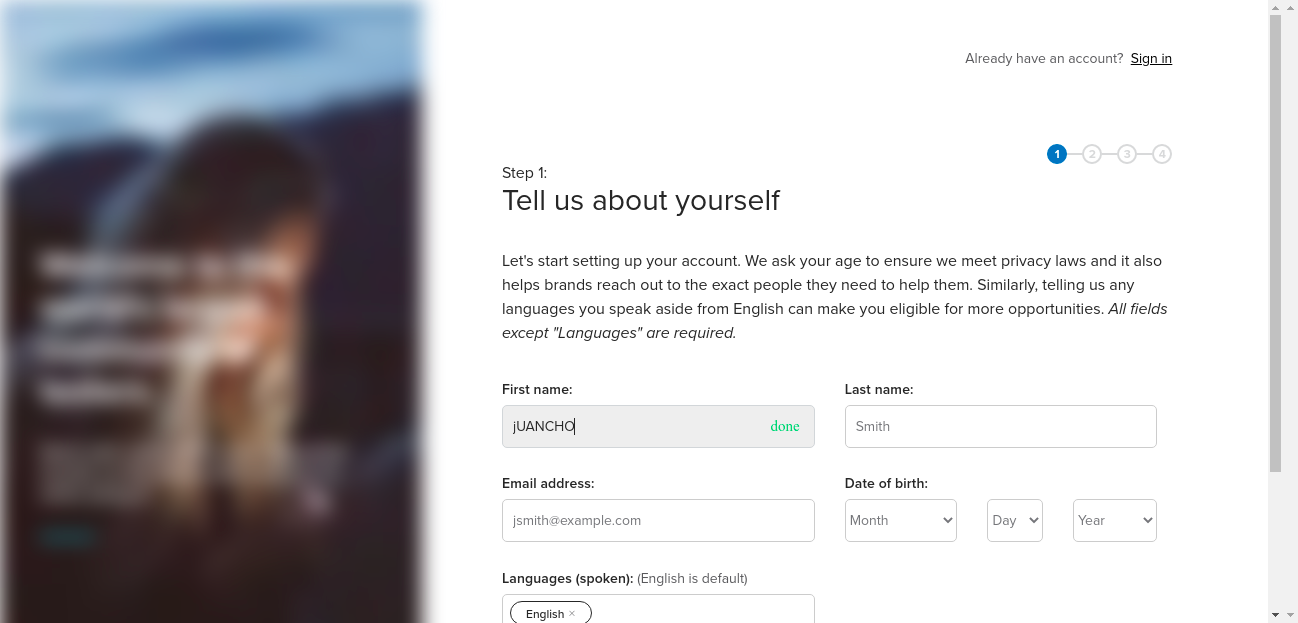 Already have an account? Sign in
1 2 3 4
Step 1:
Tell us about yourself
Let's start setting up your account. We ask your age to ensure we meet privacy laws and it also
helps brands reach out to the exact people they need to help them. Similarly, telling us any
languages you speak aside from English can make you eligible for more opportunities. All fields
except "Languages" are required.
First name: Last name:
jUANCHO done Smith
Email address: Date of birth:
jsmith@example.com Month Day Year
Languages (spoken): (English is default)
English ×